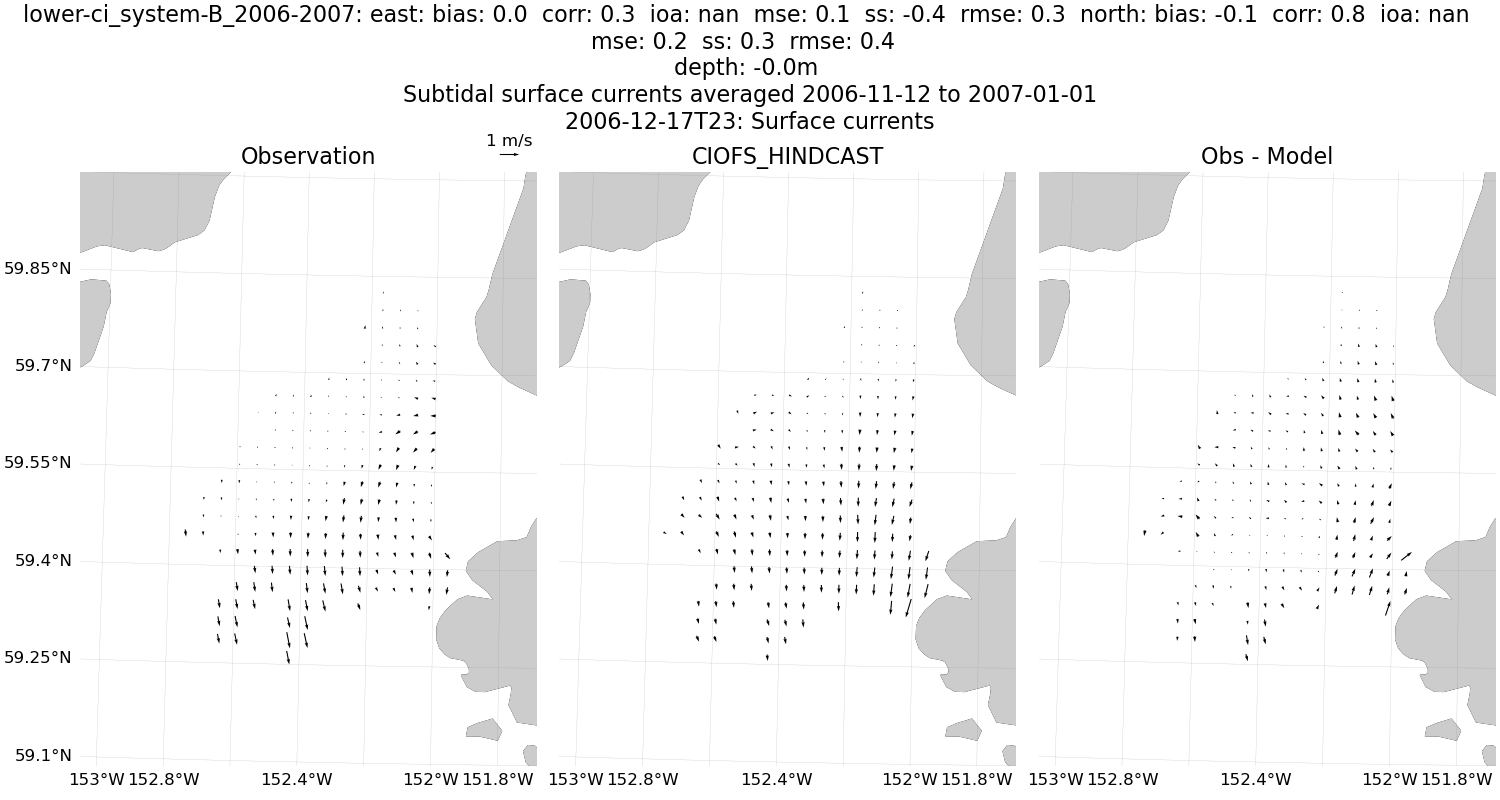 lower-ci_system-B_2006-2007: east: bias: 0.0  corr: 0.3  ioa: nan  mse: 0.1  ss: -0.4  rmse: 0.3  north: bias: -0.1  corr: 0.8  ioa: nan
mse: 0.2  ss: 0.3  rmse: 0.4
depth: -0.0m
Subtidal surface currents averaged 2006-11-12 to 2007-01-01
2006-12-17T23: Surface currents
1 m/s
Observation
CIOFS_HINDCAST
Obs - Model
59.85°N
59.7°N
59.55°N
59.4°N
59.25°N
59.1°N
153°W 152.8°W 152.4°W 152°W 151.8°W
153°W 152.8°W 152.4°W 152°W 151.8°W
153°W 152.8°W 152.4°W 152°W 151.8°W